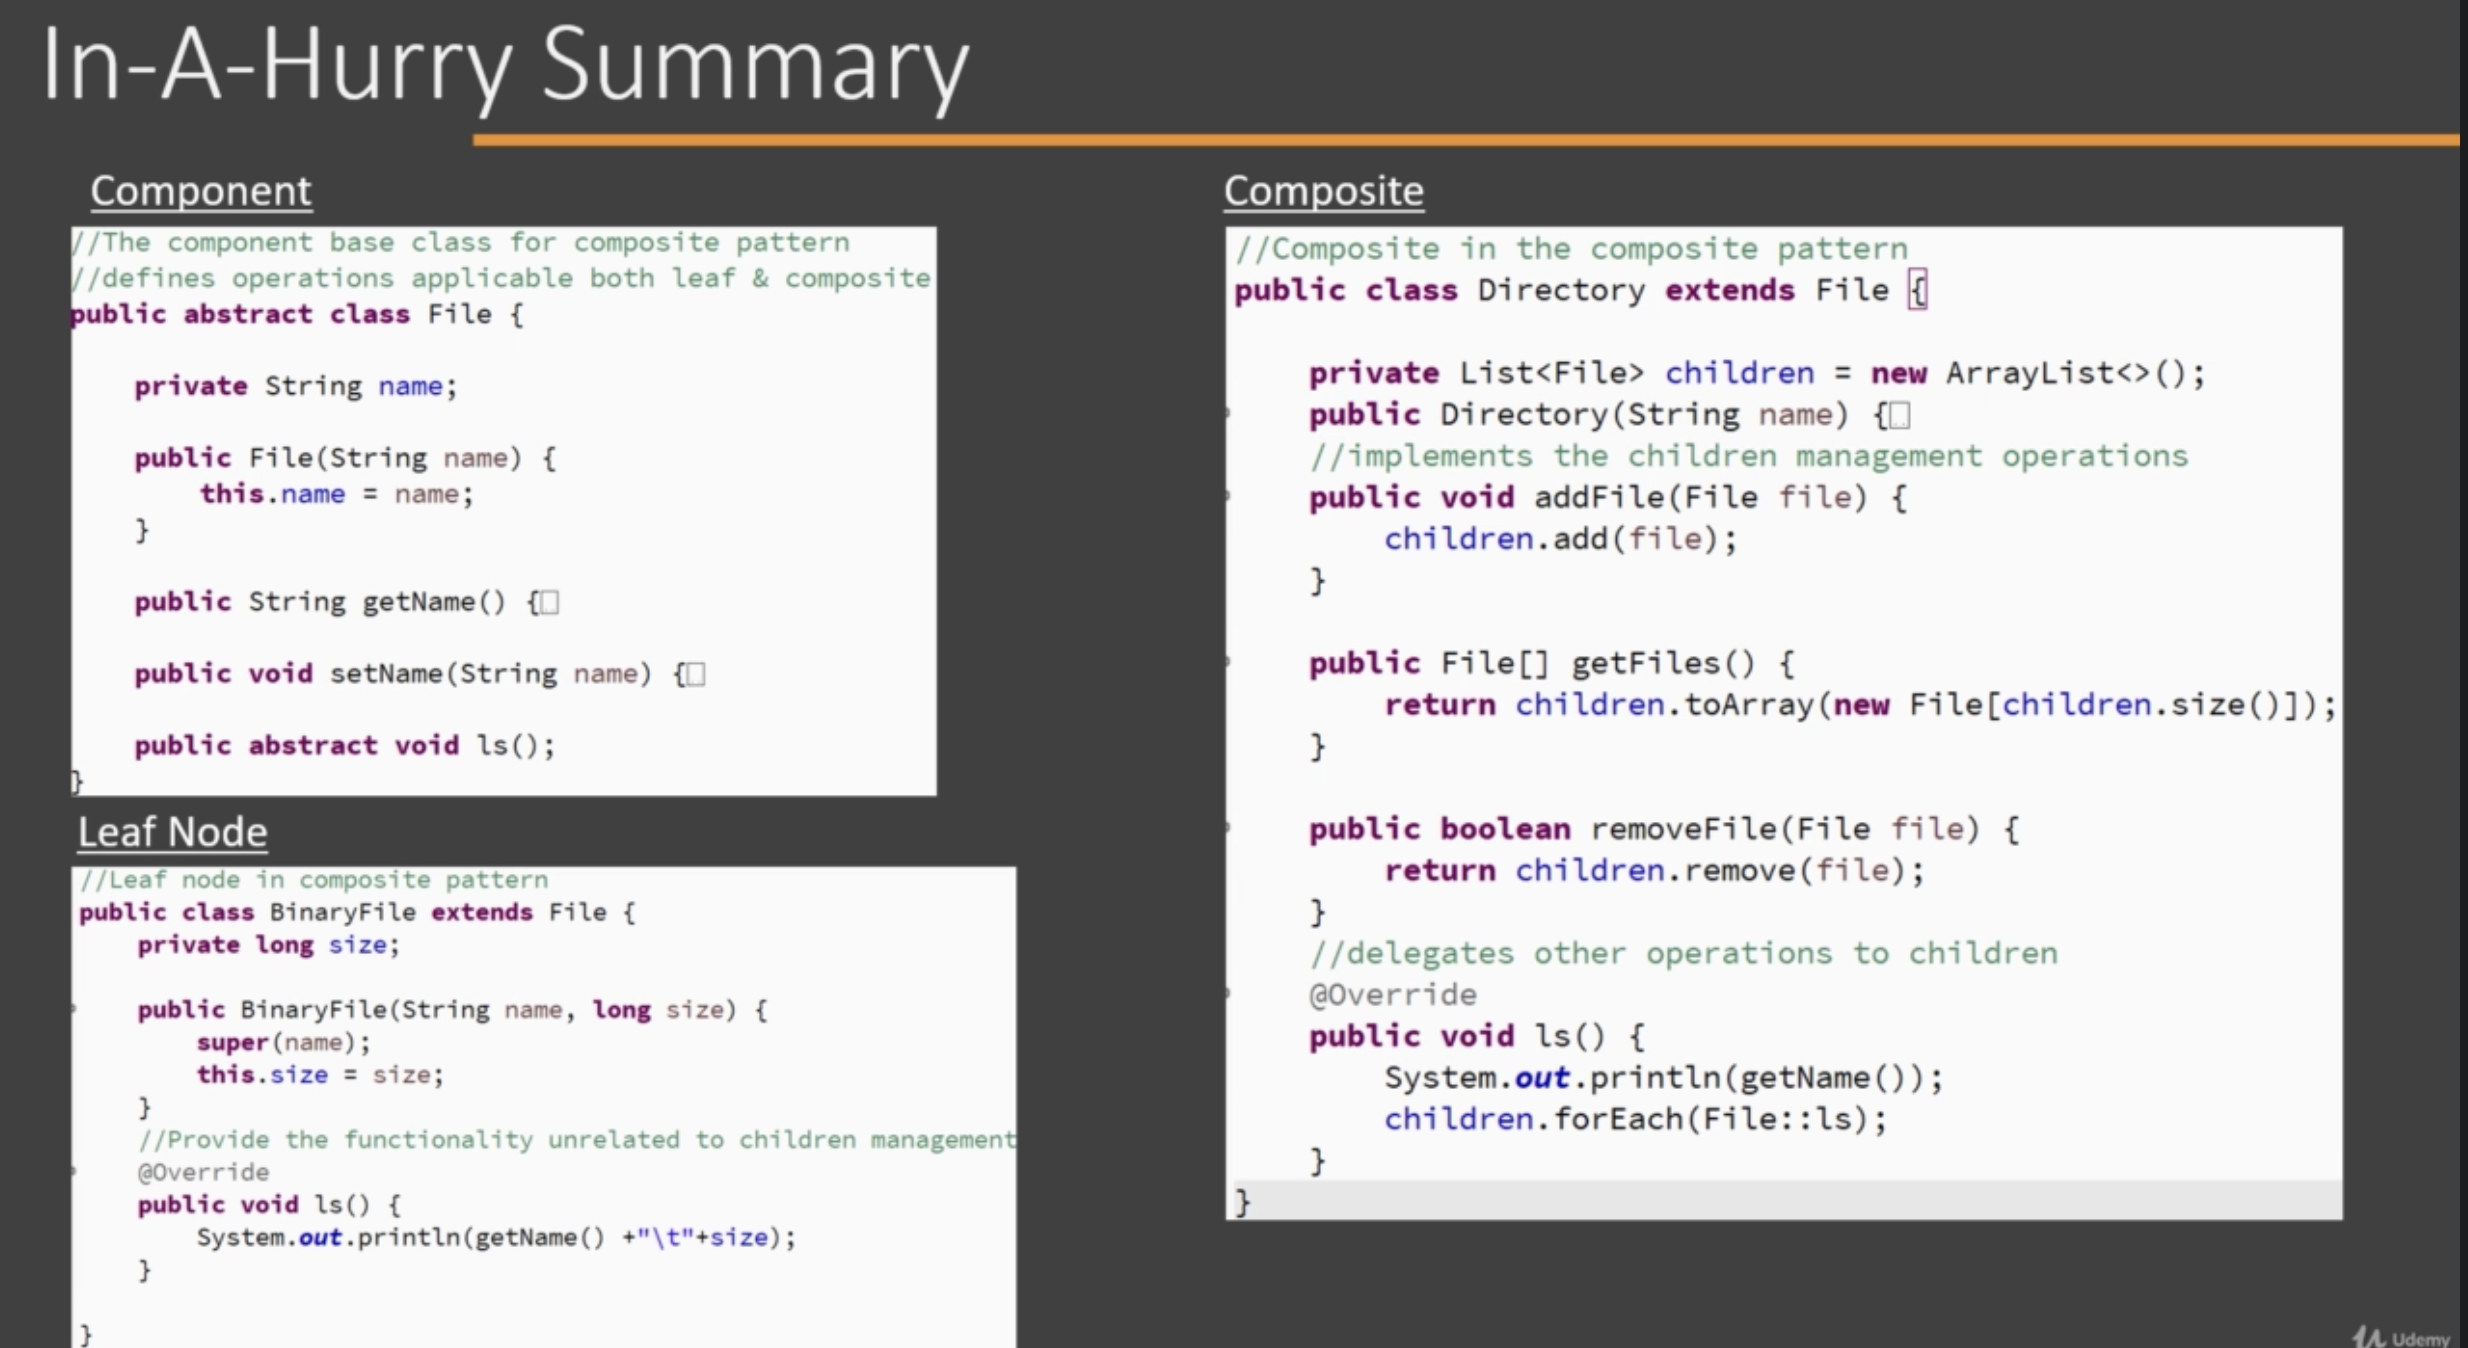 In-A-Hurry Summary
Component
//The component base class for composite pattern
//defines operations applicable both leaf & composite
public abstract class File {
private String name;
public File(String name) {
this.name = name;
}
public String getName() {
public void setName(String name) {
public abstract void ls();
}
Leaf Node
//Leaf node in composite pattern
public class BinaryFile extends File {
private long size;
public BinaryFile(String name, long size) {
super(name);
this.size = size;
}
//Provide the functionality unrelated to children management
@Override
public void ls() {
System.out.println(getName() +"\t"+size);
}
}
Composite
//Composite in the composite pattern
public class Directory extends File {
private List<File> children = new ArrayList<>();
public Directory(String name) {
//implements the children management operations
public void addFile(File file) {
children.add(file);
}
public File[] getFiles() {
return children.toArray(new File[children.size()]);
}
public boolean removeFile(File file) {
return children.remove(file);
}
//delegates other operations to children
@Override
public void ls() {
System.out.println(getName());
children.forEach(File::ls);
}
}
Udemy